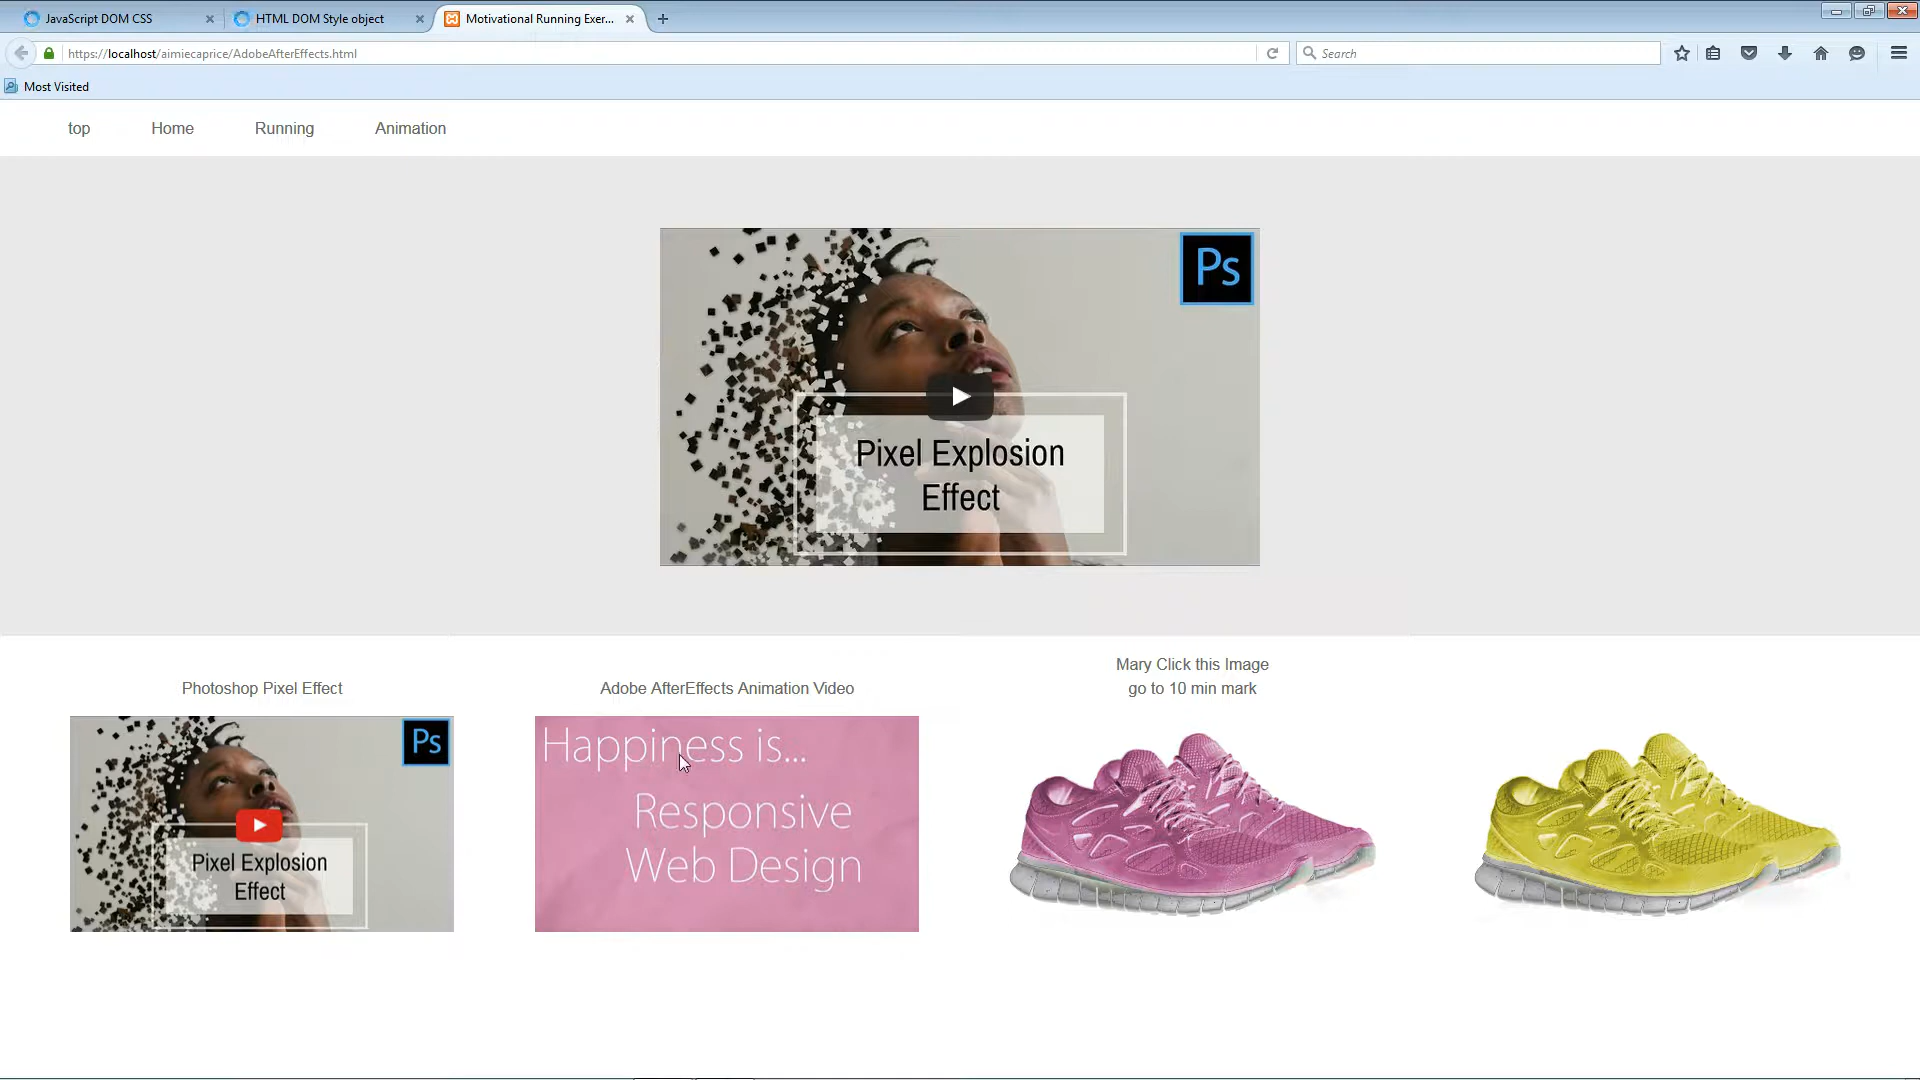 JavaScript DOM CSS
HTML DOM Style object
Motivational Running Exer...
https://localhost/aimiecaprice/AdobeAfterEffects.html
Search
Most Visited
top
Home
Running
Animation
Ps
Pixel Explosion
Effect
Photoshop Pixel Effect
Adobe AfterEffects Animation Video
Mary Click this Image
go to 10 min mark
Ps
Pixel Explosion
Effect
Happiness is...
Responsive
Web Design